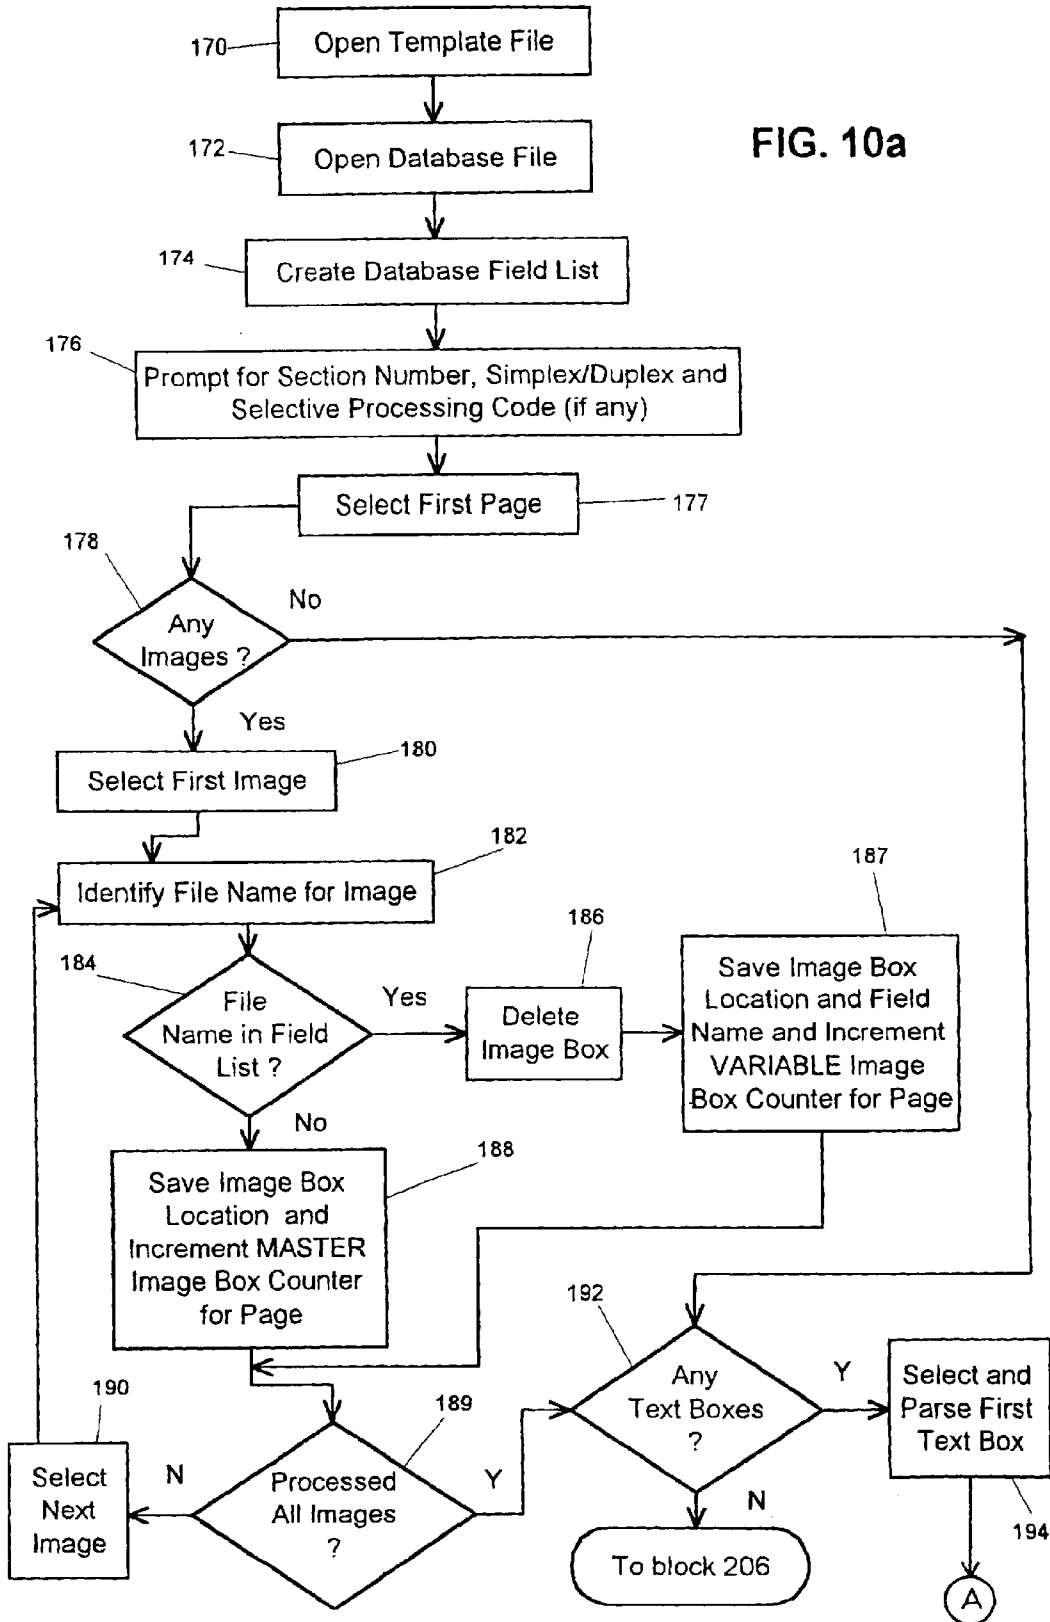 170
Open Template File
FIG. 10a
172
Open Database File
174
Create Database Field List
176
Prompt for Section Number, Simplex/Duplex and
Selective Processing Code (if any)
Select First Page
177
178
Any
Images ?
No
Yes
Select First Image
180
Identify File Name for Image
182
184
File
Name in Field
List ?
Yes
No
186
Delete
Image Box
187
Save Image Box
Location and Field
Name and Increment
VARIABLE Image
Box Counter for Page
188
Save Image Box
Location and
Increment MASTER
Image Box Counter
for Page
189
Processed
All Images
?
N
Y
190
Select
Next
Image
192
Any
Text Boxes
?
Y
N
To block 206
Select and
Parse First
Text Box
194
A